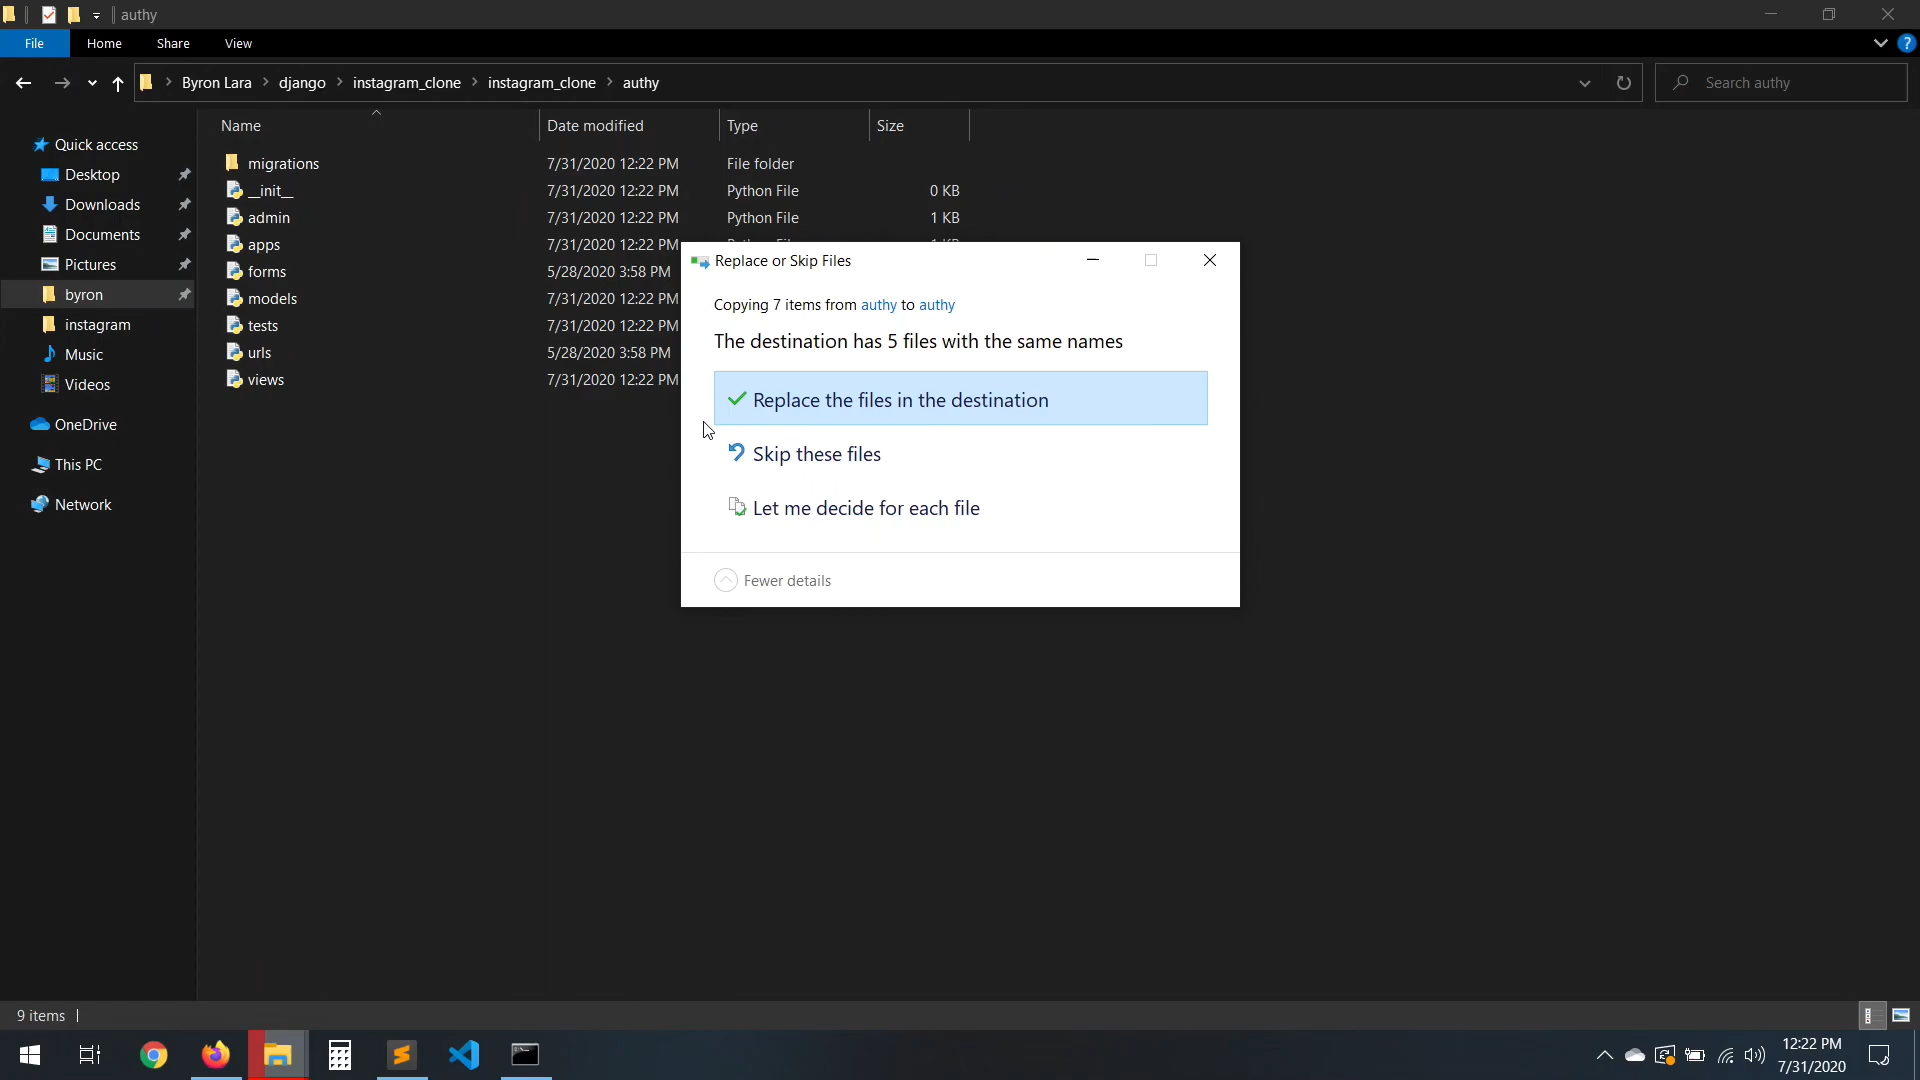 authy
File Home Share View
Byron Lara django instagram_clone instagram_clone authy
Search authy
Name Date modified Type Size
Quick access
Desktop
Downloads
Documents
Pictures
byron
instagram
Music
Videos
OneDrive
This PC
Network
migrations 7/31/2020 12:22 PM File folder
__init__ 7/31/2020 12:22 PM Python File 0 KB
admin 7/31/2020 12:22 PM Python File 1 KB
apps 7/31/2020 12:22 PM
forms 5/28/2020 3:58 PM
models 7/31/2020 12:22 PM
tests 7/31/2020 12:22 PM
urls 5/28/2020 3:58 PM
views 7/31/2020 12:22 PM
Replace or Skip Files
Copying 7 items from authy to authy
The destination has 5 files with the same names
Replace the files in the destination
Skip these files
Let me decide for each file
Fewer details
9 items
12:22 PM
7/31/2020